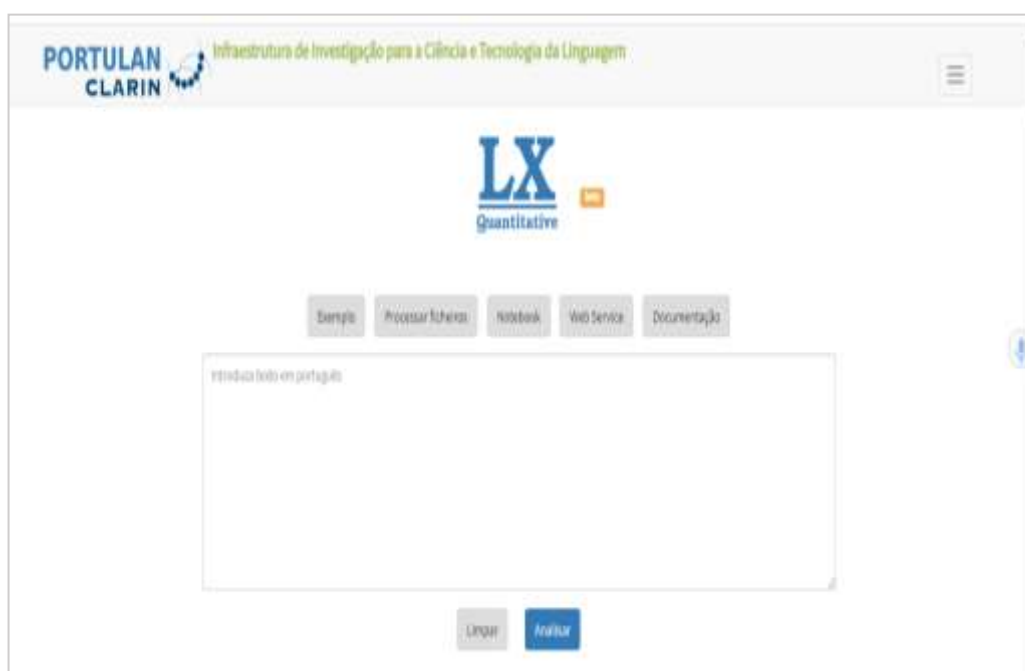 PORTULAN
CLARIN
Infraestrutura de Investigação para a Ciência e Tecnologia da Linguagem
LX
Quantitative
beta
Exemplo Processar ficheiros Notebook Web Service Documentação
Introduza texto em português
Limpar Analisar